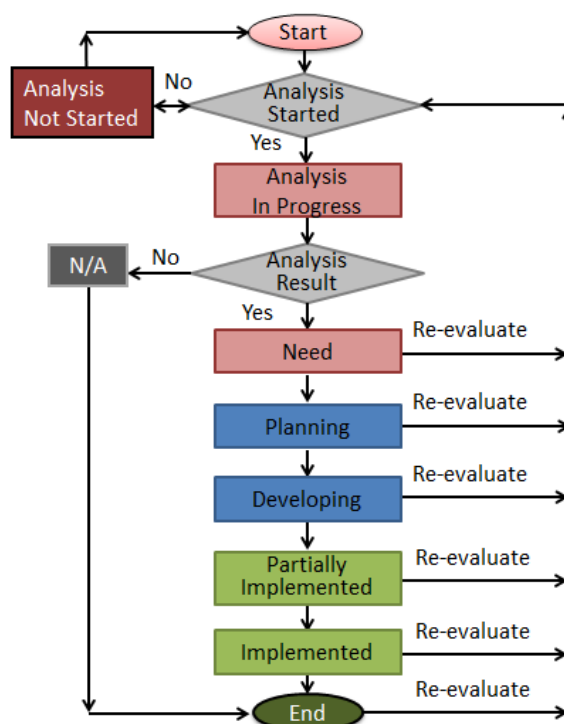 Start
Analysis
Not Started
No
Analysis
Started
Yes
Analysis
In Progress
N/A
No
Analysis
Result
Yes
Need
Re-evaluate
Planning
Re-evaluate
Developing
Re-evaluate
Partially
Implemented
Re-evaluate
Implemented
Re-evaluate
End
Re-evaluate